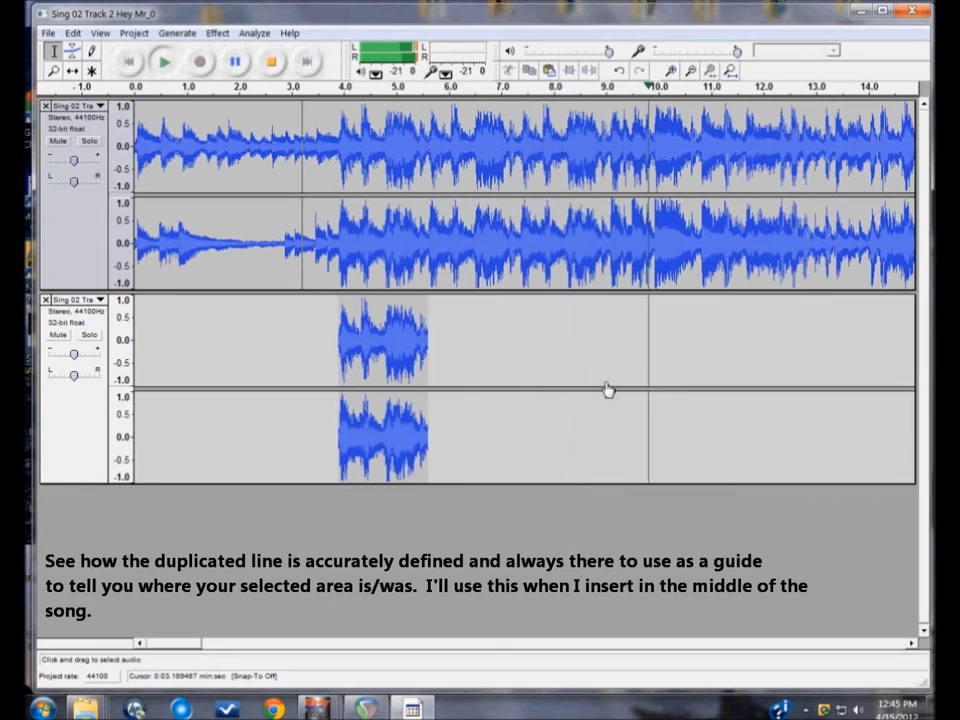 Sing 02 Track 2 Hey Mr_0
File Edit View Project Generate Effect Analyze Help
L R L R
-21 0 -21 0
- 1.0 0.0 1.0 2.0 3.0 4.0 5.0 6.0 7.0 8.0 9.0 10.0 11.0 12.0 13.0 14.0
Sing 02 Tra
Stereo, 44100Hz
32-bit float
Mute Solo
- +
L R
1.0
0.5
0.0
-0.5
-1.0
1.0
0.5
0.0
-0.5
-1.0
Sing 02 Tra
Stereo, 44100Hz
32-bit float
Mute Solo
- +
L R
1.0
0.5
0.0
-0.5
-1.0
1.0
0.5
0.0
-0.5
-1.0
See how the duplicated line is accurately defined and always there to use as a guide
to tell you where your selected area is/was. I'll use this when I insert in the middle of the
song.
Click and drag to select audio
Project rate: 44100 Cursor: 0:03.189487 min:sec [Snap-To Off]
12:45 PM
4/15/2012